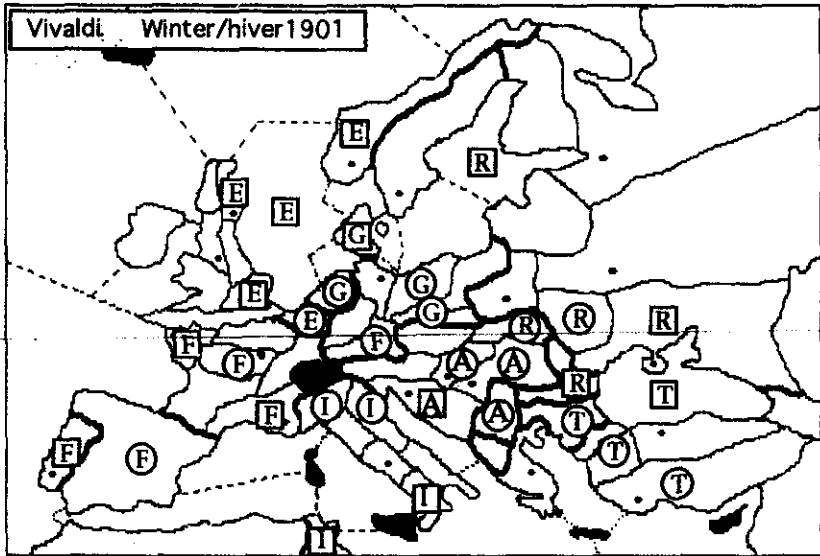 Vivaldi. Winter/hiver 1901
E
R
E E
G
E G G
G
E R R R
F F
F A A
R T
F I I A A T
F F T
T
I
I